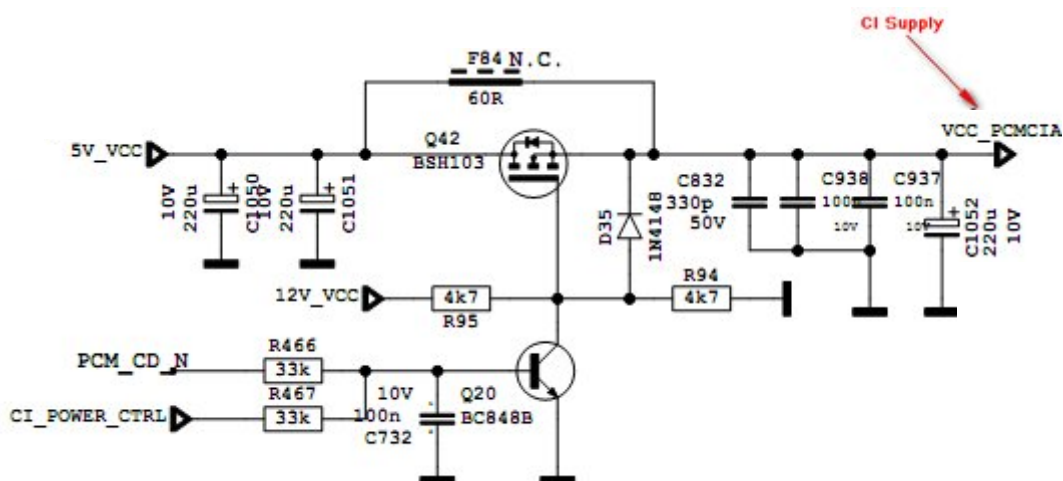 CI Supply
F84 N.C.
60R
5V_VCC
Q42
BSH103
VCC_PCMCIA
10V
220u
C1050
10V
220u
C1051
D35
1N4148
C832
330p
50V
C938
100n
10V
C937
100n
10V
C1052
220u
10V
12V_VCC
4k7
R95
R94
4k7
PCM_CD_N
R466
33k
CI_POWER_CTRL
R467
33k
10V
100n
C732
Q20
BC848B